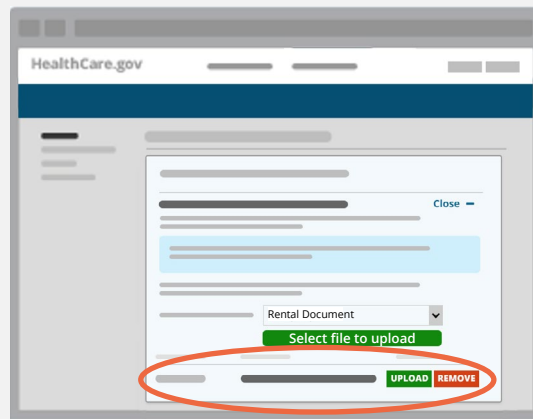 HealthCare.gov
Close −
Rental Document
Select file to upload
UPLOAD REMOVE